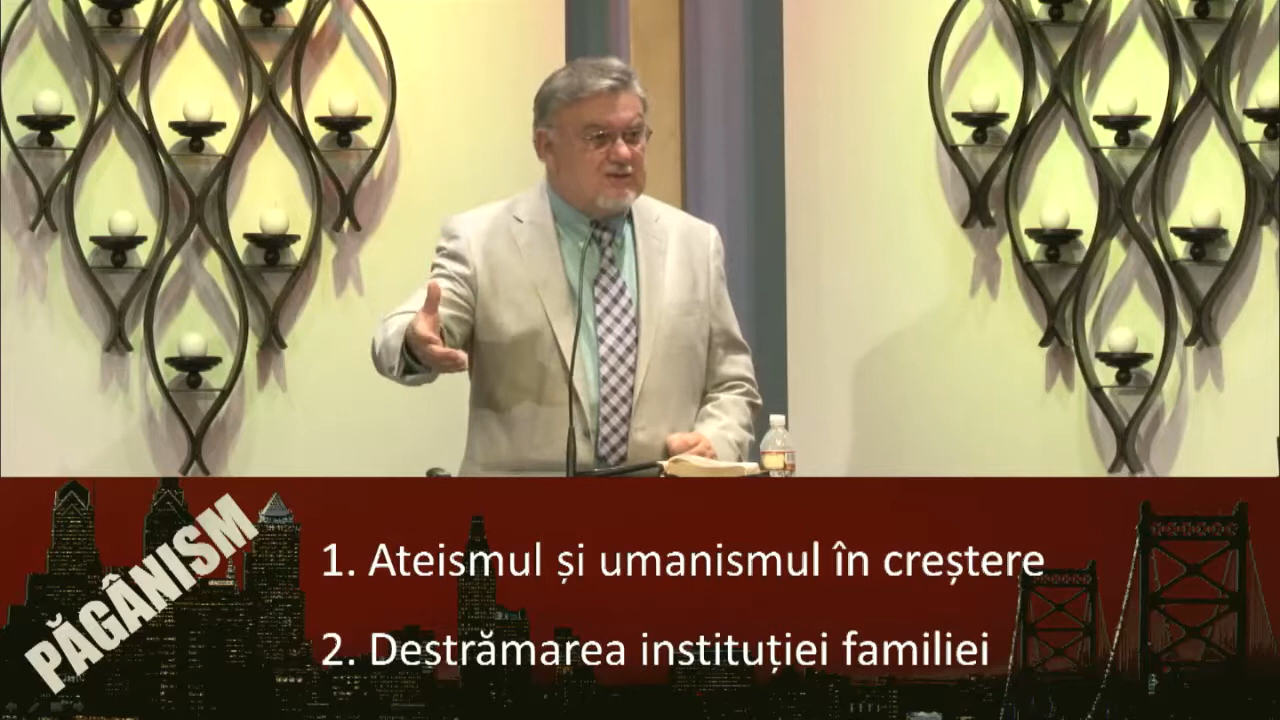 PĂGÂNISM
1. Ateismul și umanismul în creștere
2. Destrămarea instituției familiei